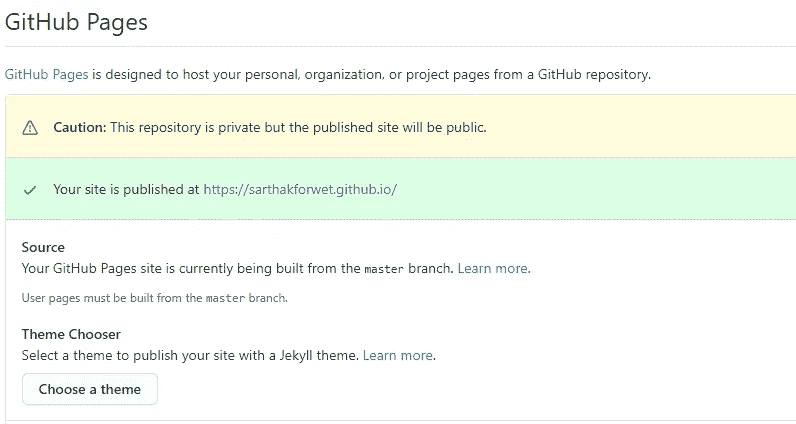 GitHub Pages
GitHub Pages is designed to host your personal, organization, or project pages from a GitHub repository.
Caution: This repository is private but the published site will be public.
Your site is published at https://sarthakforwet.github.io/
Source
Your GitHub Pages site is currently being built from the master branch. Learn more.
User pages must be built from the master branch.
Theme Chooser
Select a theme to publish your site with a Jekyll theme. Learn more.
Choose a theme